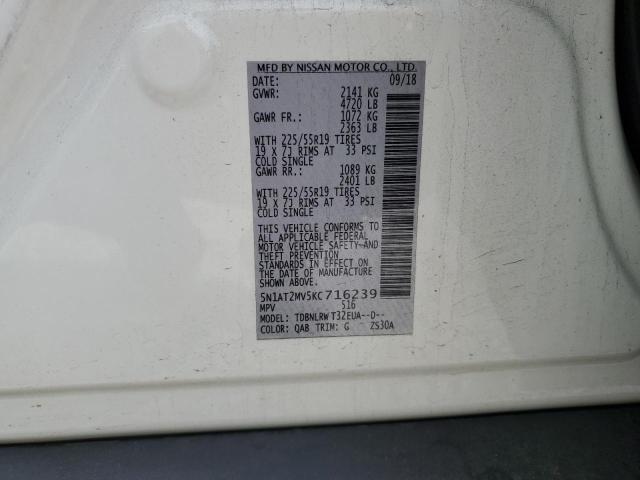 MFD BY NISSAN MOTOR CO., LTD.
DATE: 09/18
GVWR: 2141 KG
4720 LB
GAWR FR.: 1072 KG
2363 LB
WITH 225/55R19 TIRES
19 X 7J RIMS AT 33 PSI
COLD SINGLE
GAWR RR.: 1089 KG
2401 LB
WITH 225/55R19 TIRES
19 X 7J RIMS AT 33 PSI
COLD SINGLE
THIS VEHICLE CONFORMS TO
ALL APPLICABLE FEDERAL
MOTOR VEHICLE SAFETY AND
THEFT PREVENTION
STANDARDS IN EFFECT ON
THE DATE OF MANUFACTURE
SHOWN ABOVE.
5N1AT2MV5KC716239
MPV 516
MODEL: TDBNLRW T32EUA--D--
COLOR: QAB TRIM: G ZS30A